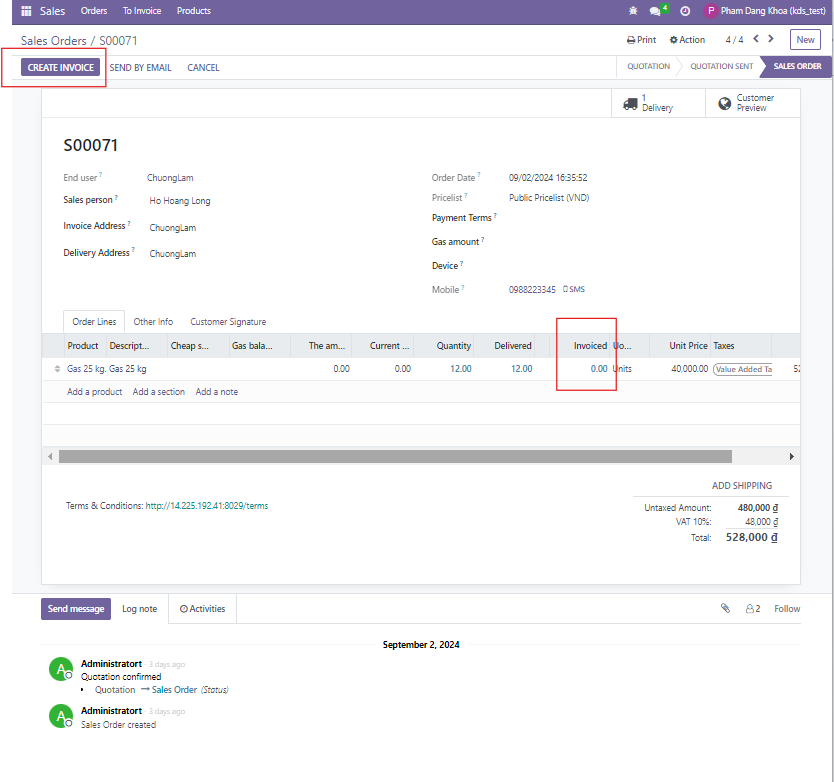 Sales Orders To Invoice Products 4 P Pham Dang Khoa (kds_test)
Sales Orders / S00071 Print Action 4 / 4 New
CREATE INVOICE SEND BY EMAIL CANCEL QUOTATION QUOTATION SENT SALES ORDER
1 Delivery Customer Preview
S00071
End user ? ChuongLam Order Date ? 09/02/2024 16:35:52
Sales person ? Ho Hoang Long Pricelist ? Public Pricelist (VND)
Invoice Address ? ChuongLam Payment Terms ?
Delivery Address ? ChuongLam Gas amount ?
Device ?
Mobile ? 0988223345 SMS
Order Lines Other Info Customer Signature
Product Descript... Cheap s... Gas bala... The am... Current ... Quantity Delivered Invoiced Uo... Unit Price Taxes
Gas 25 kg. Gas 25 kg 0.00 0.00 12.00 12.00 0.00 Units 40,000.00 Value Added Ta 52
Add a product Add a section Add a note
ADD SHIPPING
Terms & Conditions: http://14.225.192.41:8029/terms
Untaxed Amount: 480,000 ₫
VAT 10%: 48,000 ₫
Total: 528,000 ₫
Send message Log note Activities 2 Follow
September 2, 2024
A Administratort - 3 days ago
Quotation confirmed
• Quotation → Sales Order (Status)
A Administratort - 3 days ago
Sales Order created